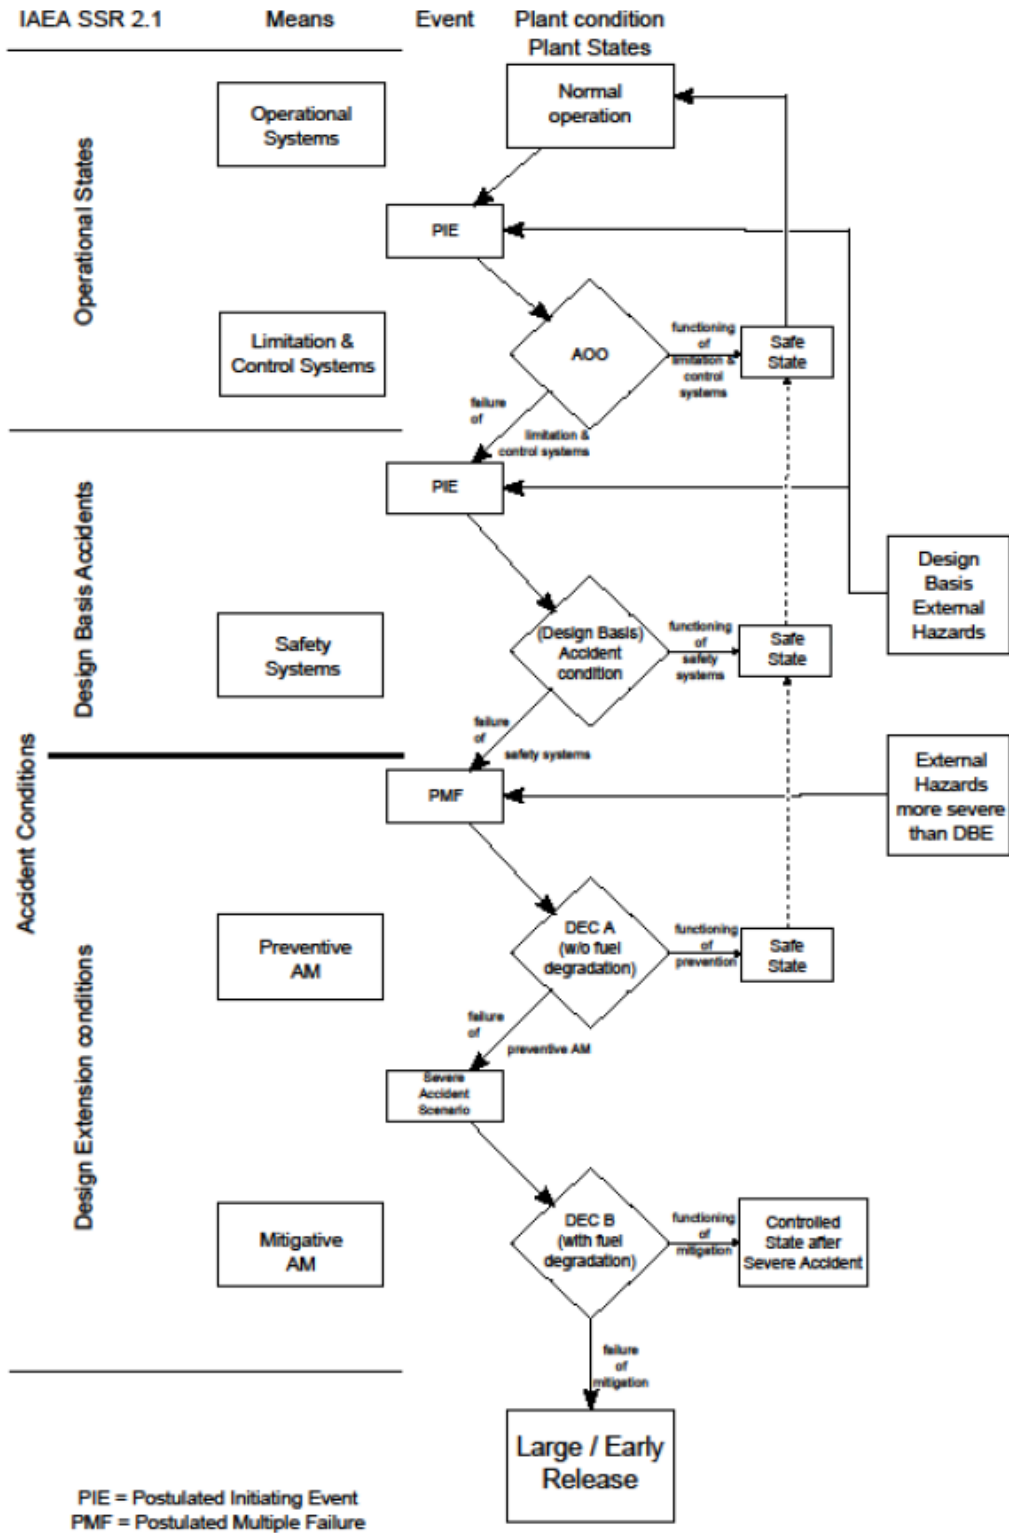 IAEA SSR 2.1
Means
Event
Plant condition
Plant States
Operational States
Operational
Systems
Normal
operation
PIE
Limitation &
Control Systems
AOO
functioning
of
limitation &
control
systems
Safe
State
failure
of
limitation &
control systems
Accident Conditions
Design Basis Accidents
PIE
Design
Basis
External
Hazards
Safety
Systems
(Design Basis)
Accident
condition
functioning
of
safety
systems
Safe
State
failure
of
safety systems
External
Hazards
more severe
than DBE
PMF
Design Extension conditions
Preventive
AM
DEC A
(w/o fuel
degradation)
functioning
of
prevention
Safe
State
failure
of
preventive AM
Severe
Accident
Scenario
Mitigative
AM
DEC B
(with fuel
degradation)
functioning
of
mitigation
Controlled
State after
Severe Accident
failure
of
mitigation
Large / Early
Release
PIE = Postulated Initiating Event
PMF = Postulated Multiple Failure